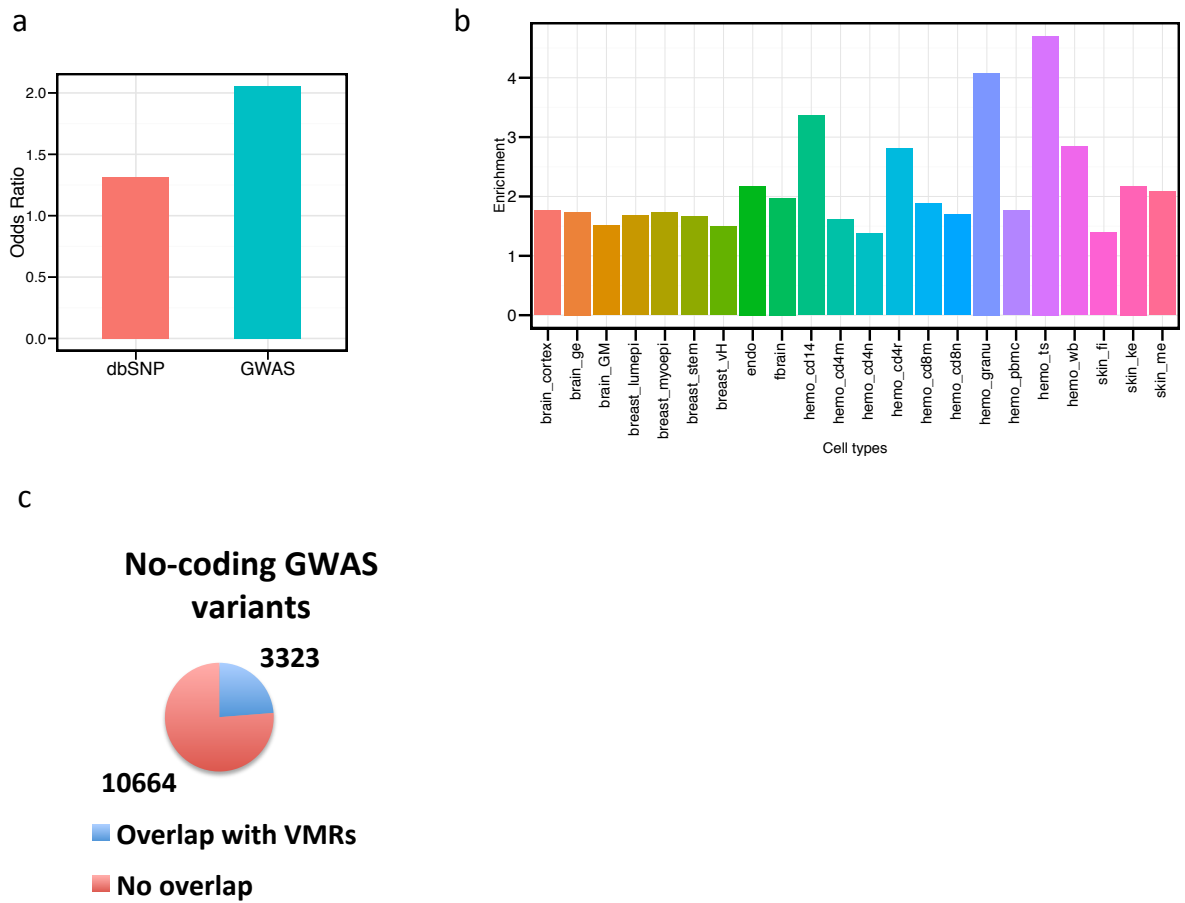 a
Odds Ratio
2.0
1.5
1.0
0.5
0.0
dbSNP
GWAS
b
Enrichment
4
3
2
1
0
brain_cortex
brain_ge
brain_GM
breast_lumepi
breast_myoepi
breast_stem
breast_vH
endo
fbrain
hemo_cd14
hemo_cd4m
hemo_cd4n
hemo_cd4r
hemo_cd8m
hemo_cd8n
hemo_granu
hemo_pbmc
hemo_ts
hemo_wb
skin_fi
skin_ke
skin_me
Cell types
c
No-coding GWAS
variants
3323
10664
Overlap with VMRs
No overlap